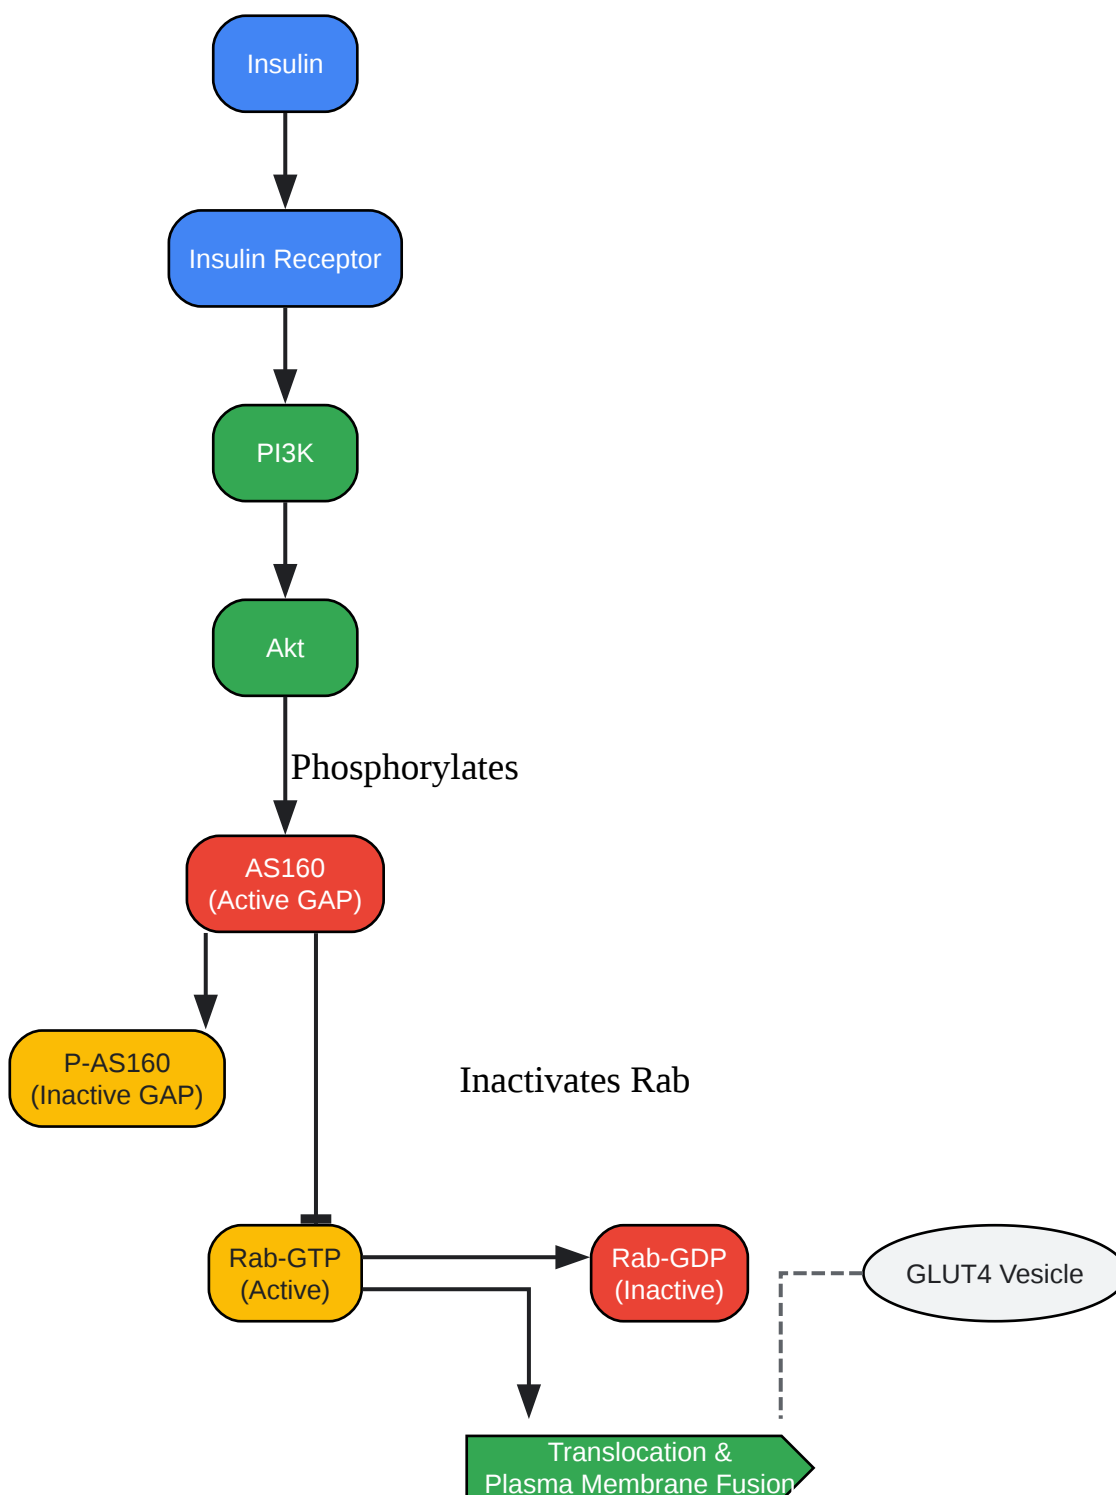 Insulin
Insulin Receptor
PI3K
Akt
Phosphorylates
AS160
(Active GAP)
P-AS160
(Inactive GAP)
Inactivates Rab
Rab-GTP
(Active)
Rab-GDP
(Inactive)
GLUT4 Vesicle
Translocation &
Plasma Membrane Fusion